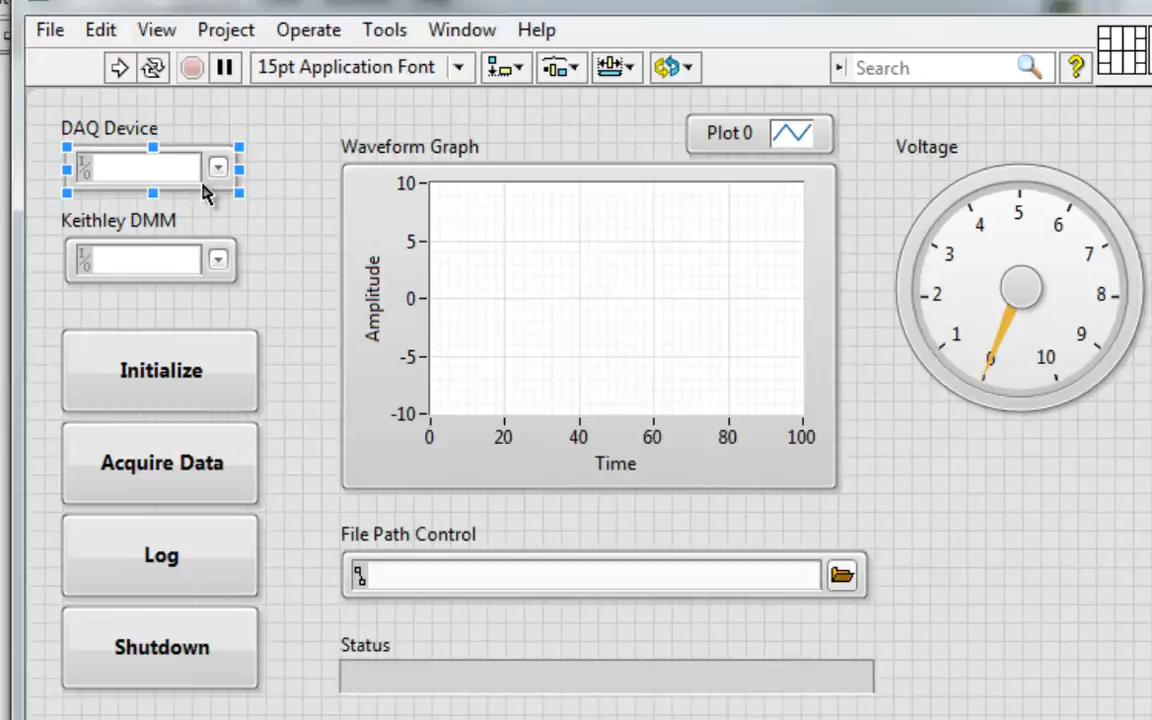 File Edit View Project Operate Tools Window Help
15pt Application Font
Search
?
DAQ Device
I/O
Keithley DMM
I/O
Initialize
Acquire Data
Log
Shutdown
Waveform Graph
Plot 0
Amplitude
10
5
0
-5
-10
0 20 40 60 80 100
Time
File Path Control
Status
Voltage
0 1 2 3 4 5 6 7 8 9 10